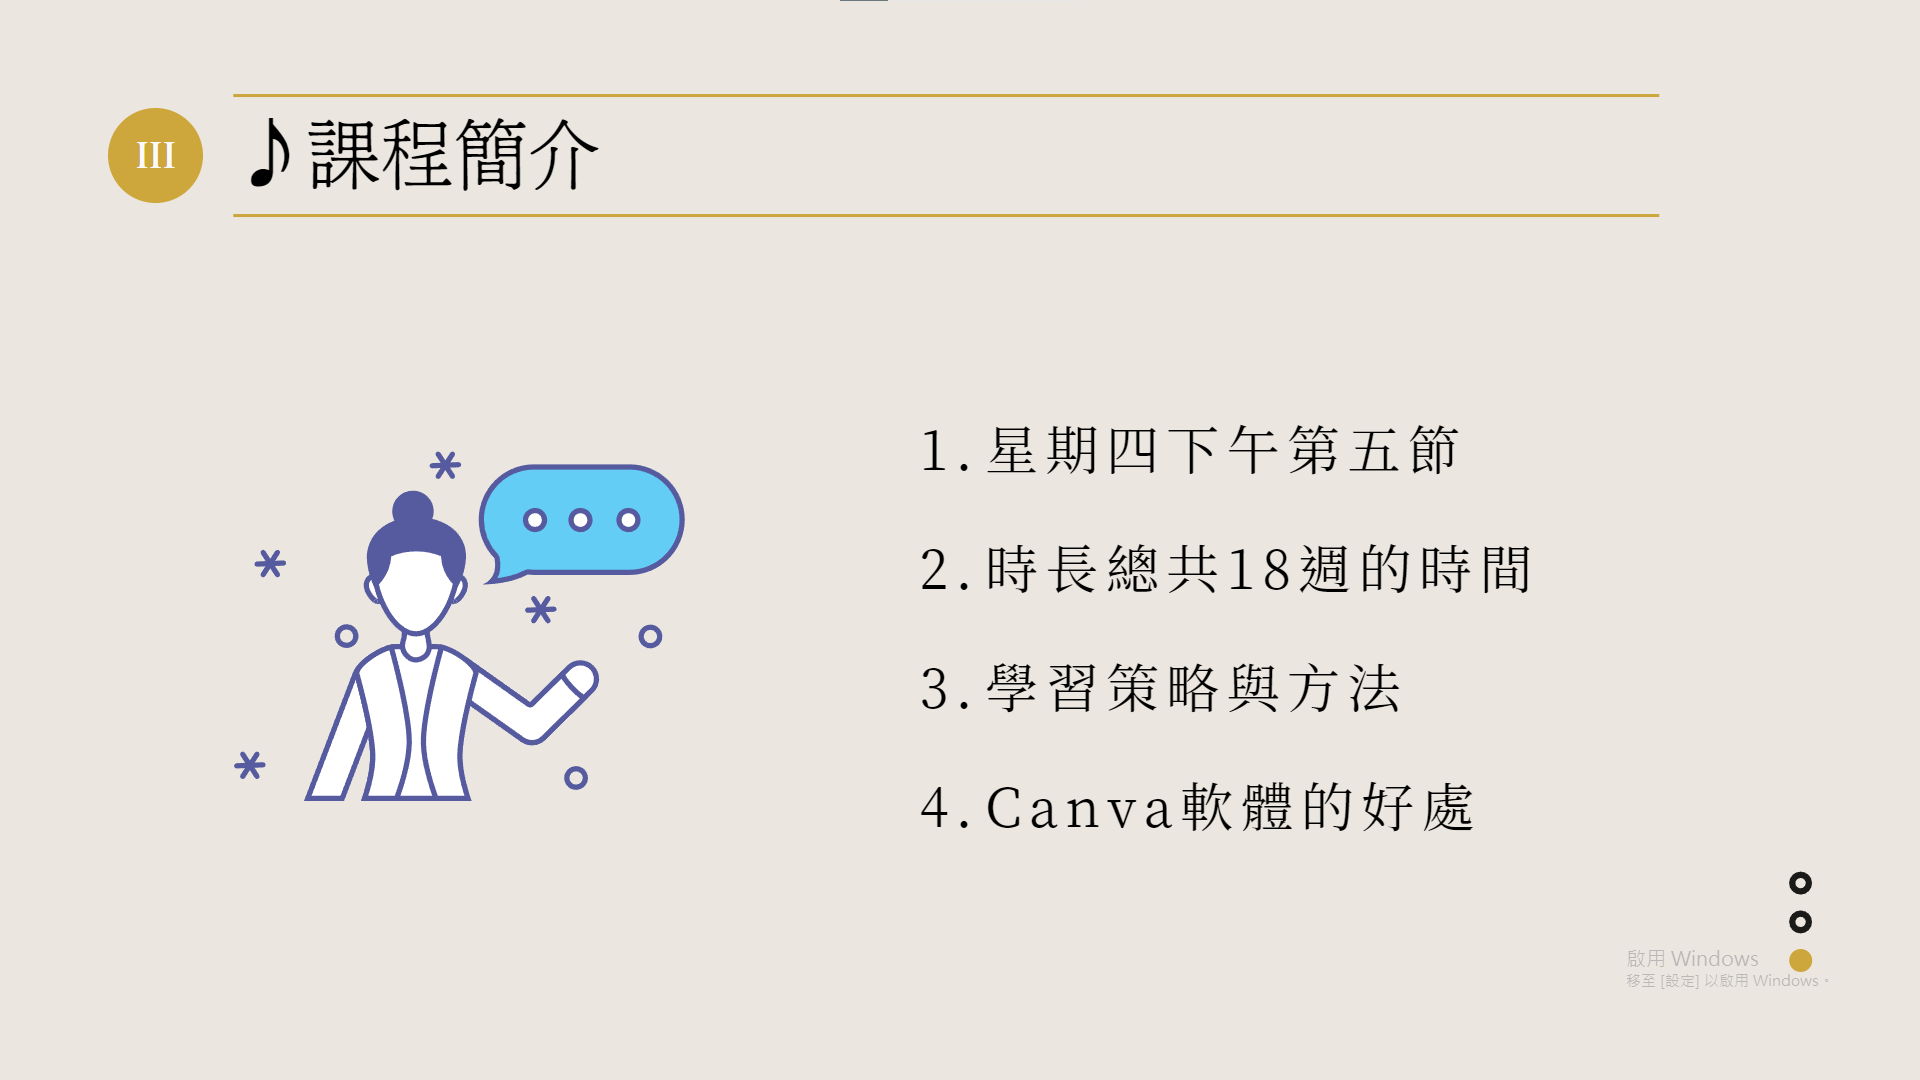 III
♪課程簡介
1.星期四下午第五節
2.時長總共18週的時間
3.學習策略與方法
4.Canva軟體的好處
啟用 Windows
移至 [設定] 以啟用 Windows。